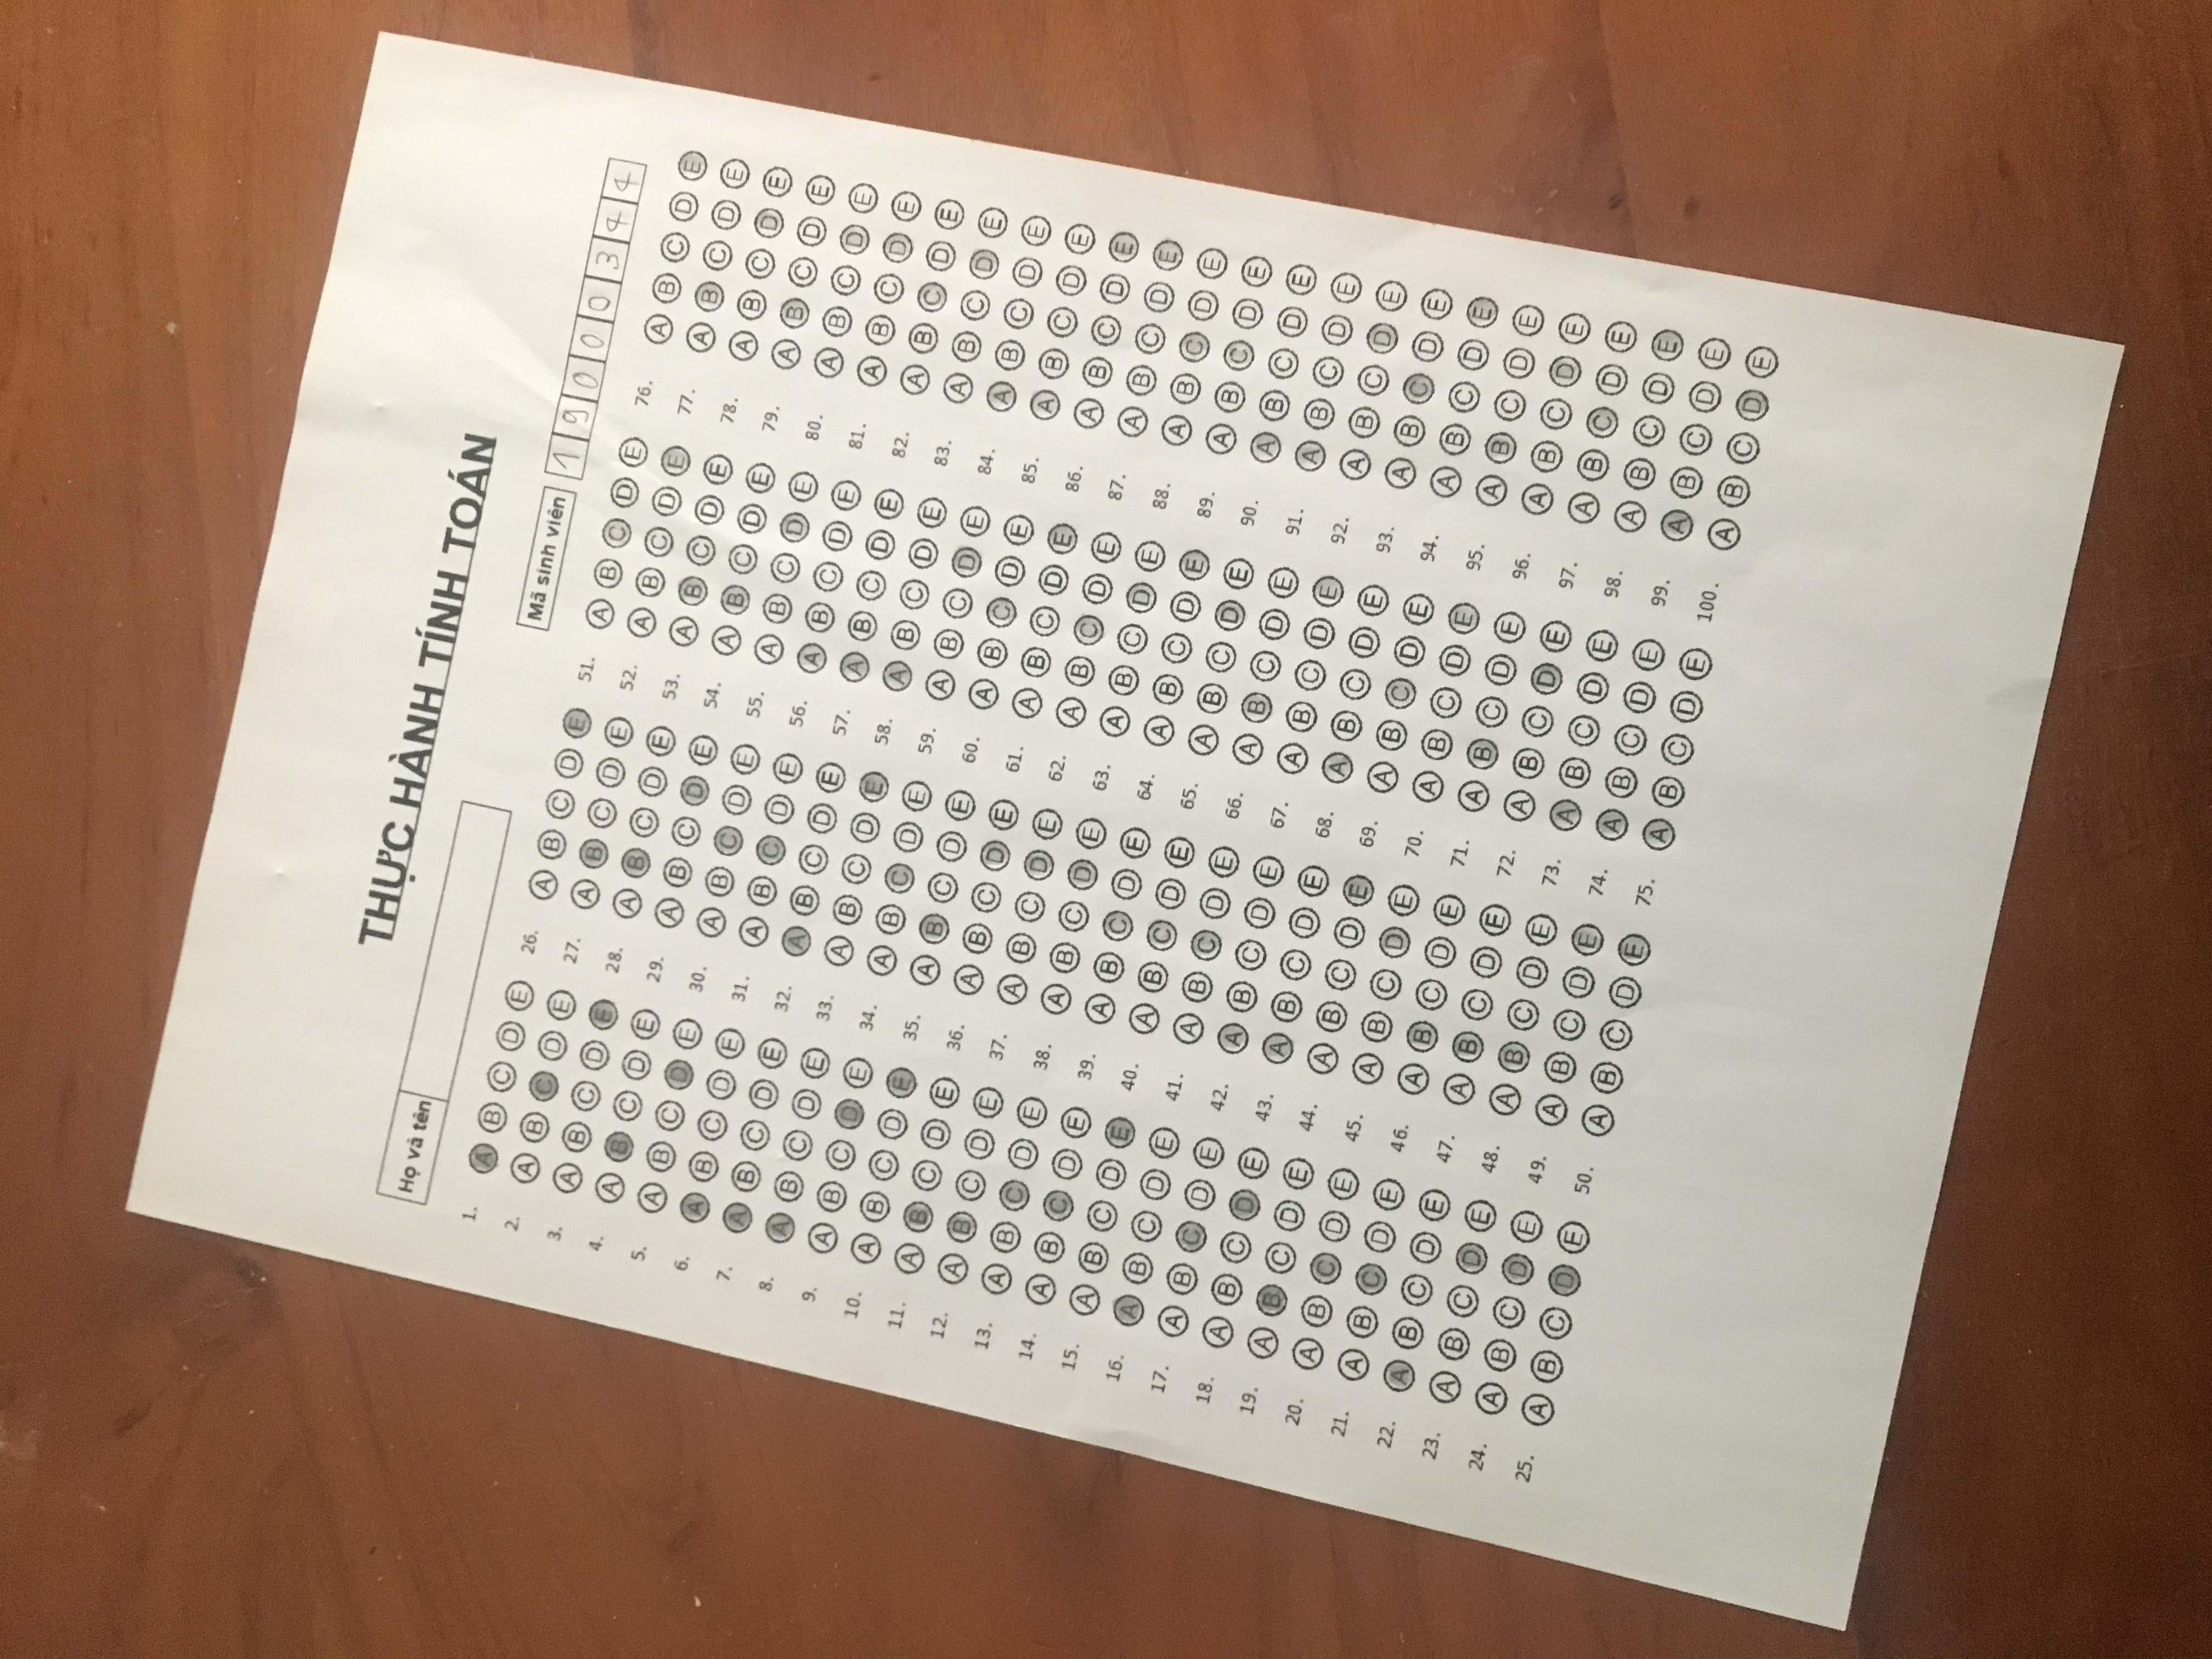 THỰC HÀNH TÍNH TOÁN
Họ và tên
Mã sinh viên 1 9 0 0 0 3 4 4
1. A B C D E
2. A B C D E
3. A B C D E
4. A B C D E
5. A B C D E
6. A B C D E
7. A B C D E
8. A B C D E
9. A B C D E
10. A B C D E
11. A B C D E
12. A B C D E
13. A B C D E
14. A B C D E
15. A B C D E
16. A B C D E
17. A B C D E
18. A B C D E
19. A B C D E
20. A B C D E
21. A B C D E
22. A B C D E
23. A B C D E
24. A B C D E
25. A B C D E
26. A B C D E
27. A B C D E
28. A B C D E
29. A B C D E
30. A B C D E
31. A B C D E
32. A B C D E
33. A B C D E
34. A B C D E
35. A B C D E
36. A B C D E
37. A B C D E
38. A B C D E
39. A B C D E
40. A B C D E
41. A B C D E
42. A B C D E
43. A B C D E
44. A B C D E
45. A B C D E
46. A B C D E
47. A B C D E
48. A B C D E
49. A B C D E
50. A B C D E
51. A B C D E
52. A B C D E
53. A B C D E
54. A B C D E
55. A B C D E
56. A B C D E
57. A B C D E
58. A B C D E
59. A B C D E
60. A B C D E
61. A B C D E
62. A B C D E
63. A B C D E
64. A B C D E
65. A B C D E
66. A B C D E
67. A B C D E
68. A B C D E
69. A B C D E
70. A B C D E
71. A B C D E
72. A B C D E
73. A B C D E
74. A B C D E
75. A B C D E
76. A B C D E
77. A B C D E
78. A B C D E
79. A B C D E
80. A B C D E
81. A B C D E
82. A B C D E
83. A B C D E
84. A B C D E
85. A B C D E
86. A B C D E
87. A B C D E
88. A B C D E
89. A B C D E
90. A B C D E
91. A B C D E
92. A B C D E
93. A B C D E
94. A B C D E
95. A B C D E
96. A B C D E
97. A B C D E
98. A B C D E
99. A B C D E
100. A B C D E